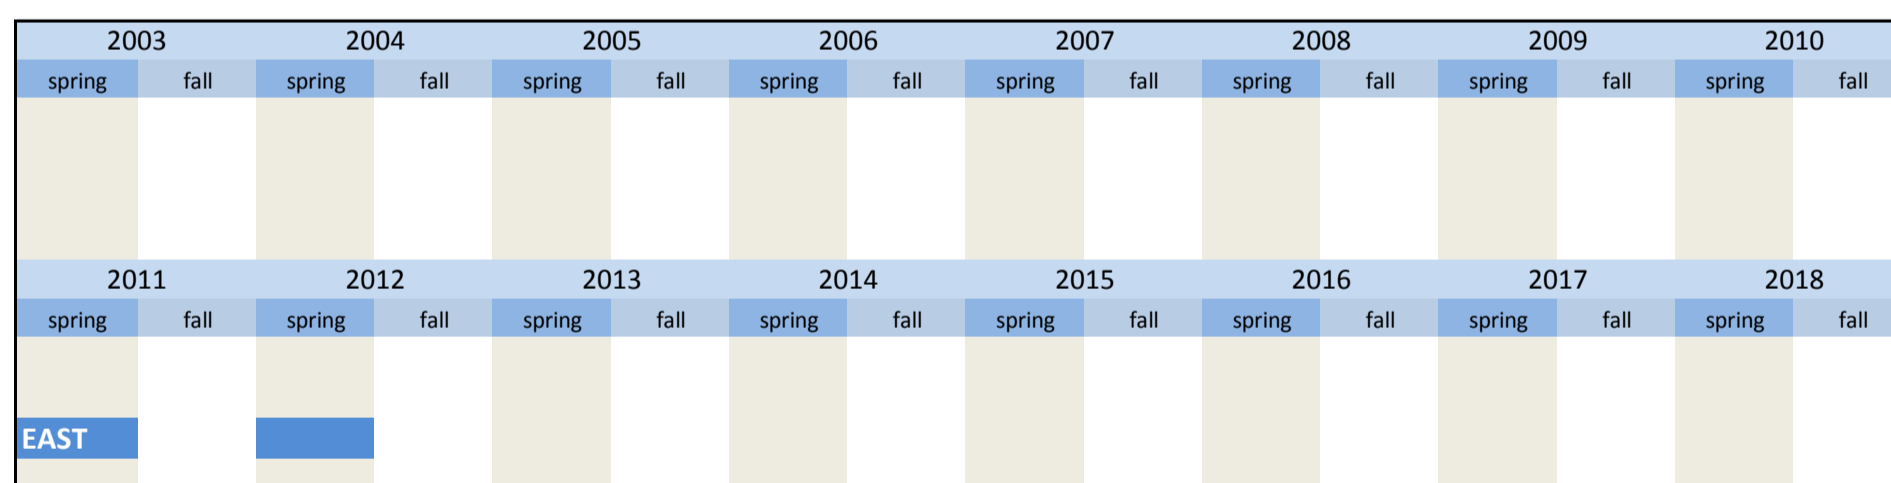 2003 2004 2005 2006 2007 2008 2009 2010
spring fall spring fall spring fall spring fall spring fall spring fall spring fall spring fall
2011 2012 2013 2014 2015 2016 2017 2018
spring fall spring fall spring fall spring fall spring fall spring fall spring fall spring fall
EAST